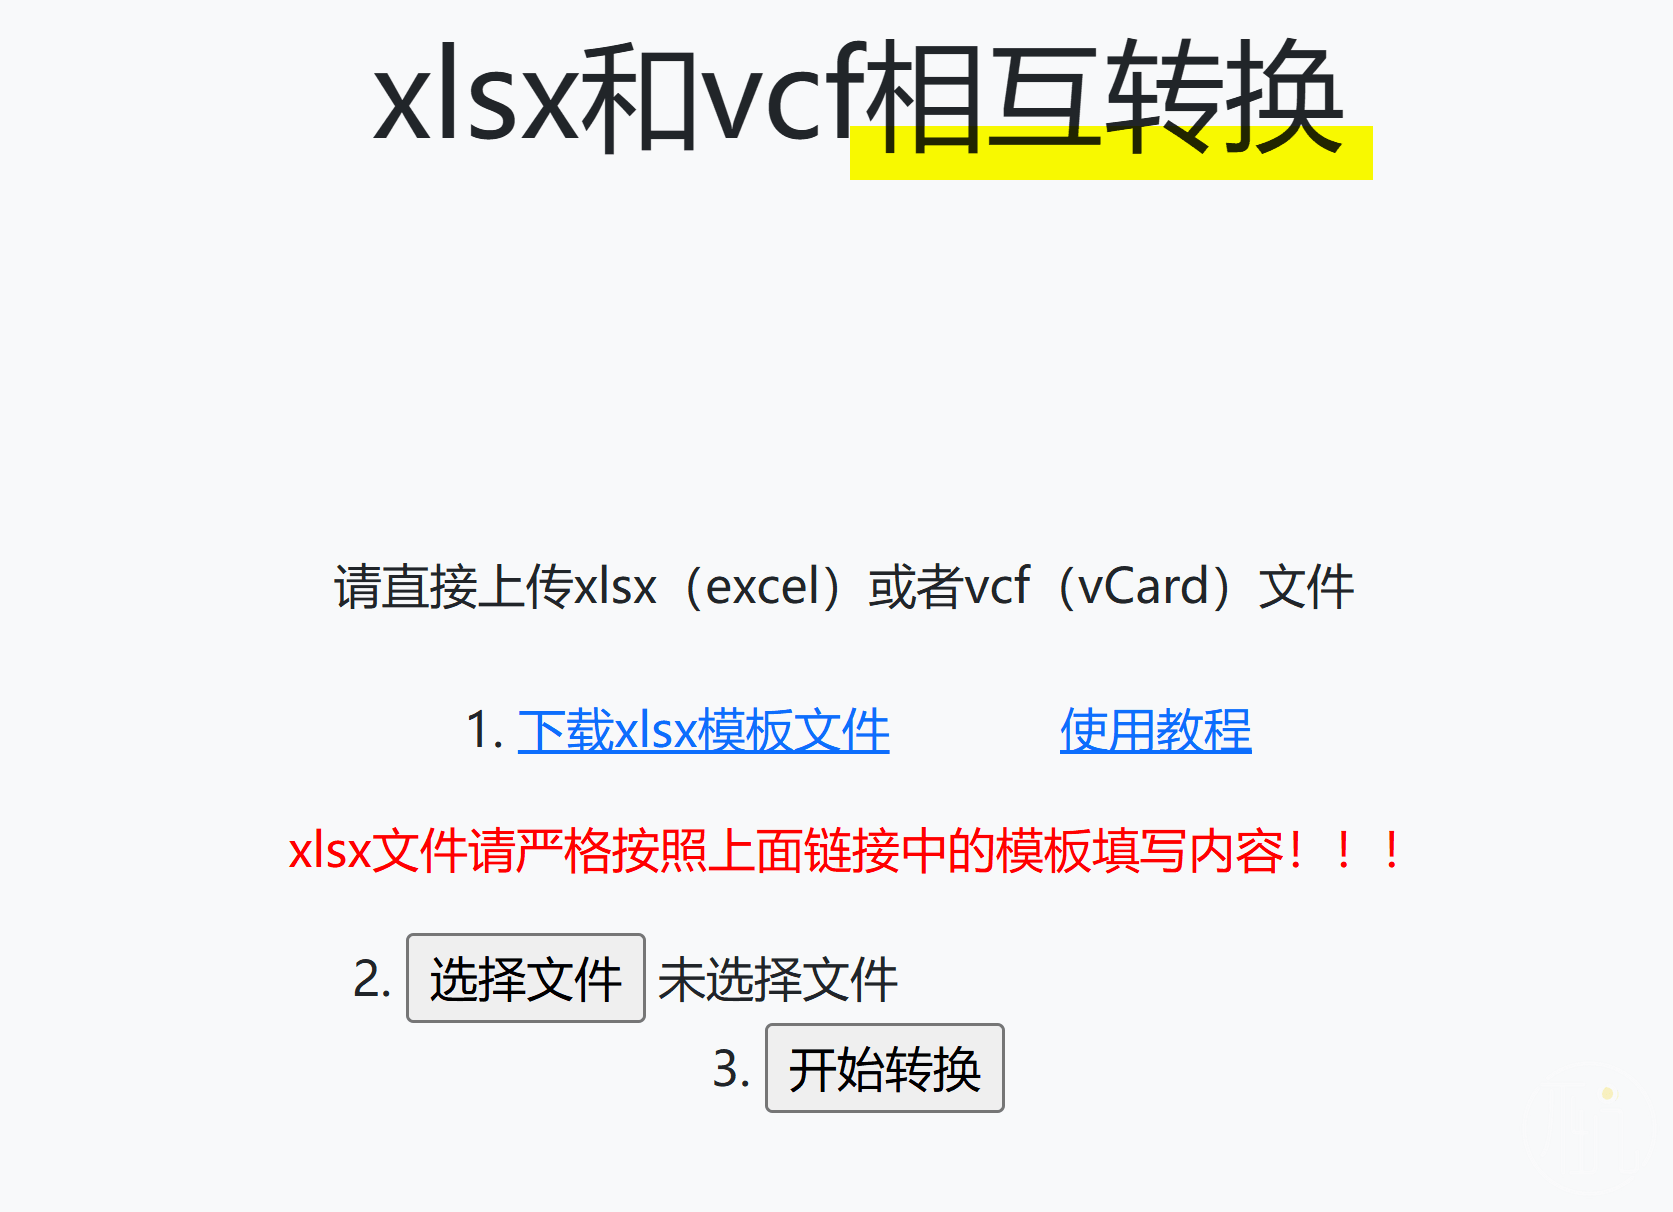 xlsx和vcf相互转换
请直接上传xlsx（excel）或者vcf（vCard）文件
1. 下载xlsx模板文件 使用教程
xlsx文件请严格按照上面链接中的模板填写内容！！！
2. 选择文件 未选择文件
3. 开始转换